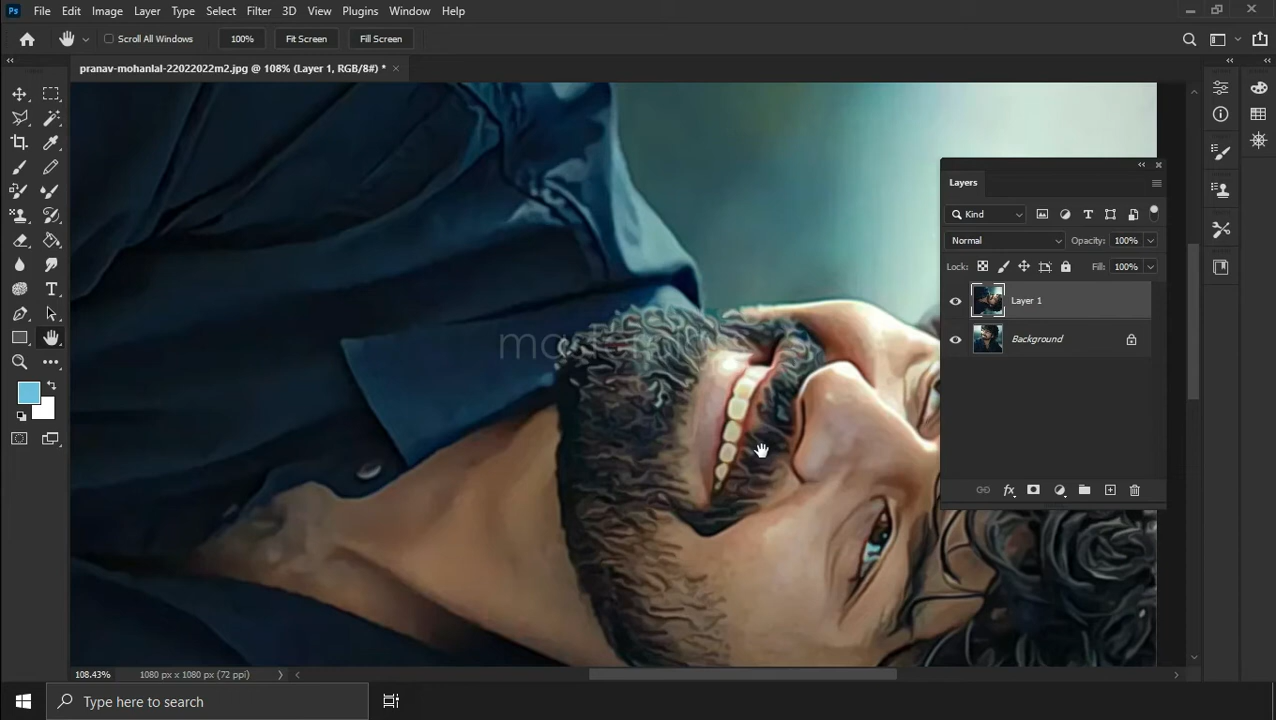 Ps File Edit Image Layer Type Select Filter 3D View Plugins Window Help
Scroll All Windows 100% Fit Screen Fill Screen
pranav-mohanlal-22022022m2.jpg @ 108% (Layer 1, RGB/8#) *
Layers
Kind
Normal Opacity: 100%
Lock: Fill: 100%
Layer 1
Background
108.43% 1080 px x 1080 px (72 ppi)
Type here to search